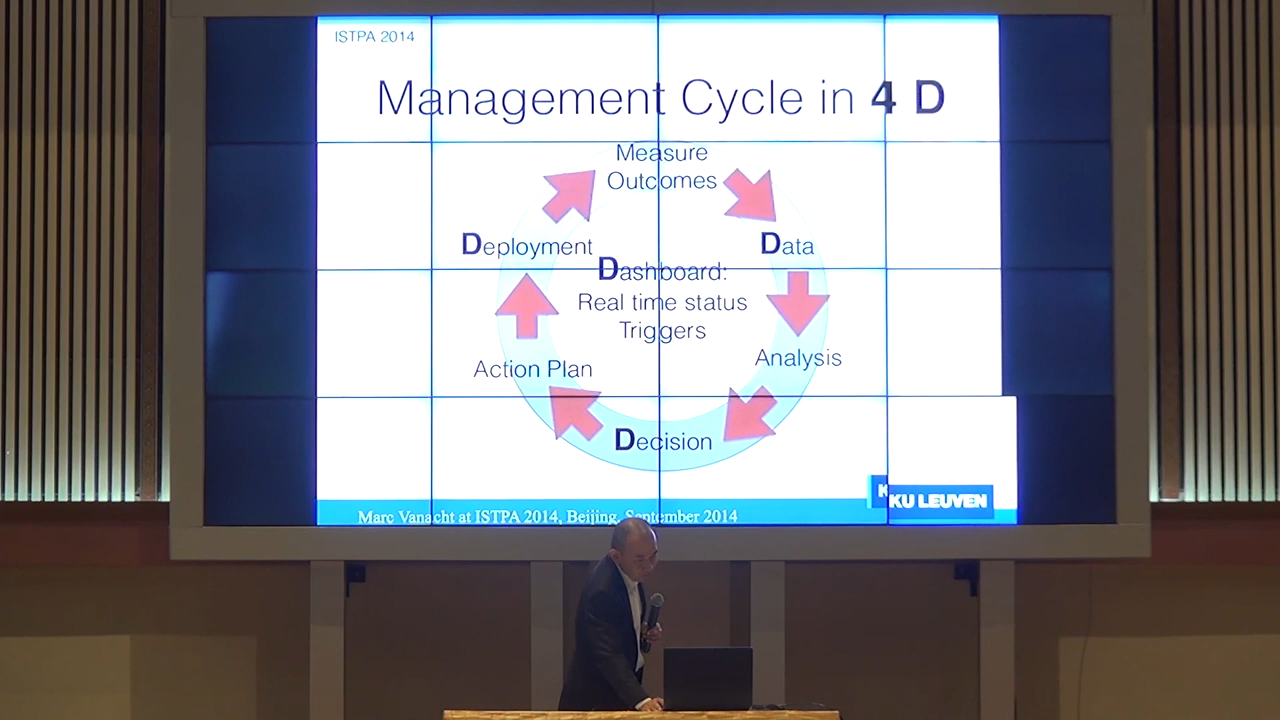 ISTPA 2014
Management Cycle in 4 D
Measure
Outcomes
Deployment
Data
Dashboard:
Real time status
Triggers
Action Plan
Analysis
Decision
K
KU LEUVEN
Marc Vanacht at ISTPA 2014, Beijing, September 2014